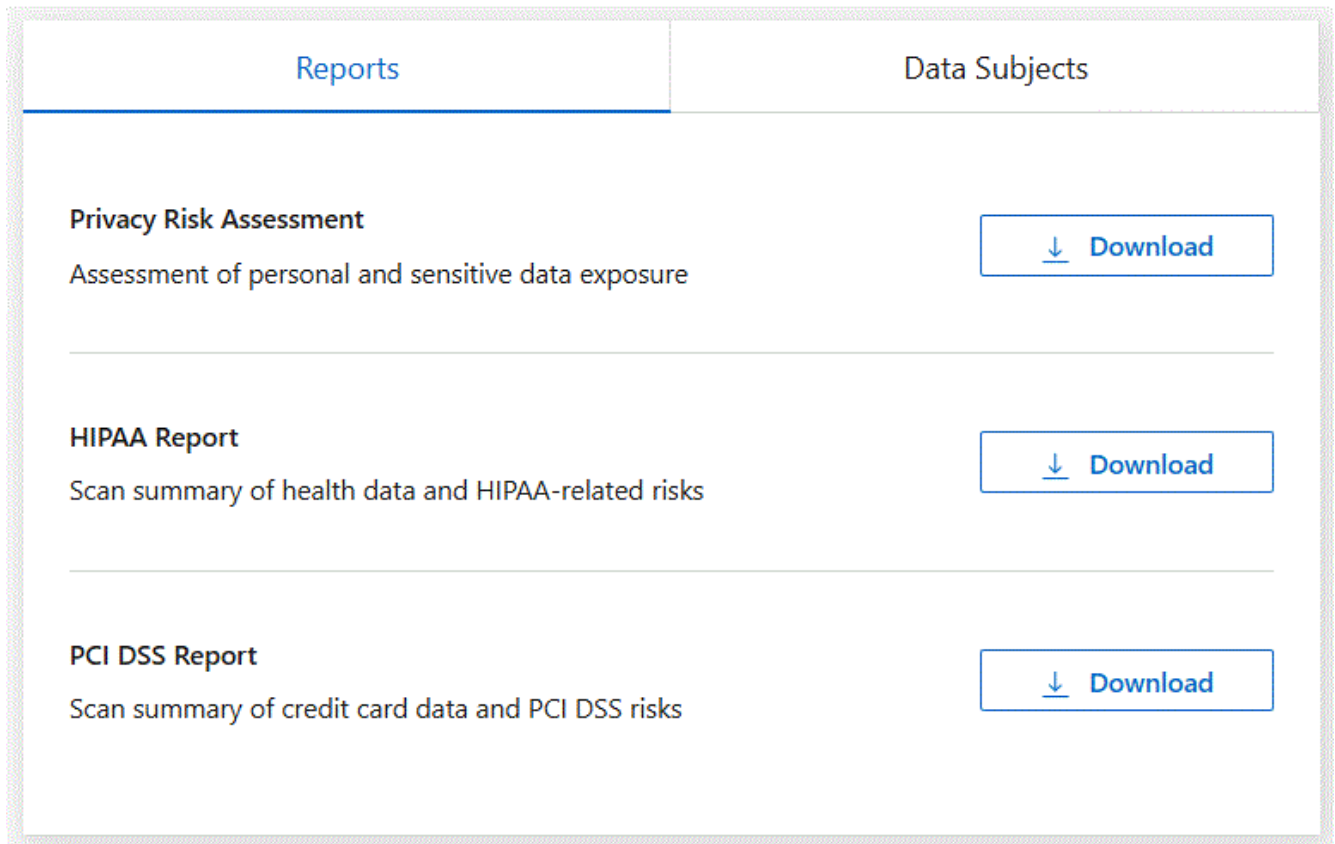 Reports
Data Subjects
Privacy Risk Assessment
Download
Assessment of personal and sensitive data exposure
HIPAA Report
Download
Scan summary of health data and HIPAA-related risks
PCI DSS Report
Download
Scan summary of credit card data and PCI DSS risks